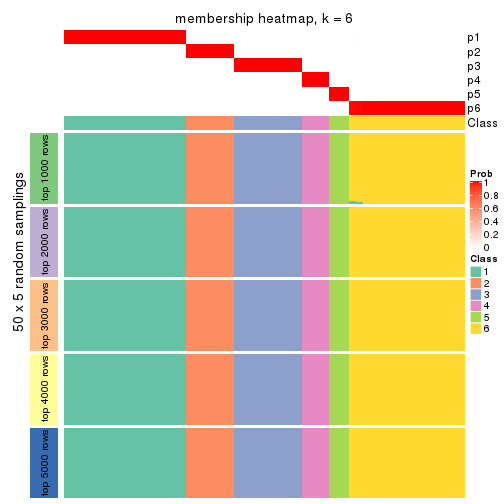 membership heatmap, k = 6
p1
p2
p3
p4
p5
p6
Class
50 x 5 random samplings
top 1000 rows
top 2000 rows
top 3000 rows
top 4000 rows
top 5000 rows
Prob
1
0.8
0.6
0.4
0.2
0
Class
1
2
3
4
5
6